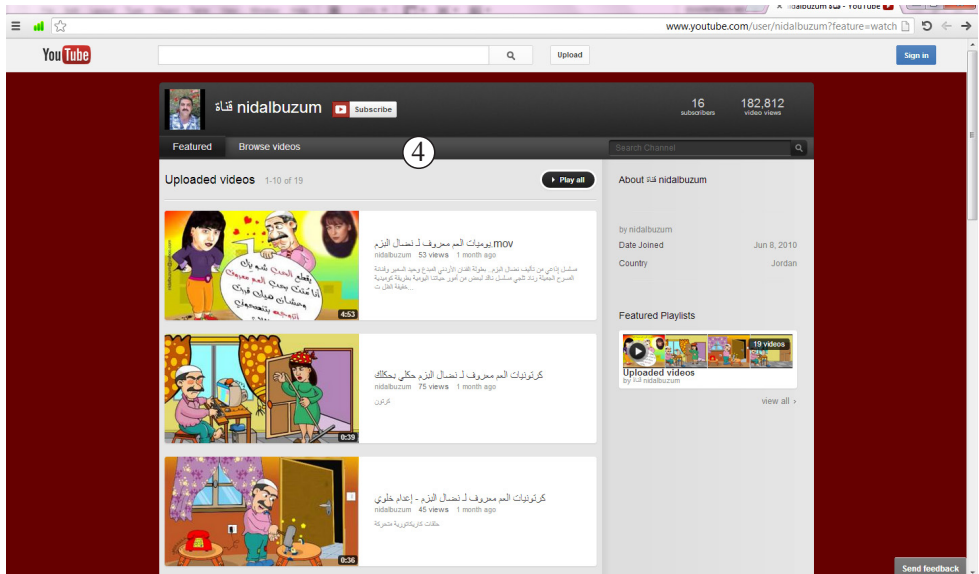 www.youtube.com/user/nidalbuzum?feature=watch
You Tube
Upload
Sign in
قناة nidalbuzum
Subscribe
16
subscribers
182,812
video views
Featured
Browse videos
Search Channel
4
Uploaded videos 1-10 of 19
Play all
يوميات العم معروف لـ نضال البزم.mov
nidalbuzum 53 views 1 month ago
4:53
كرتونيات العم معروف لـ نضال البزم حكلي بحكلك
nidalbuzum 75 views 1 month ago
كرتون
0:39
كرتونيات العم معروف لـ نضال البزم - إعدام خلوي
nidalbuzum 45 views 1 month ago
حلقات كاريكاتورية متحركة
0:36
About قناة nidalbuzum
by nidalbuzum
Date Joined Jun 8, 2010
Country Jordan
Featured Playlists
19 videos
Uploaded videos
by قناة nidalbuzum
view all ›
Send feedback